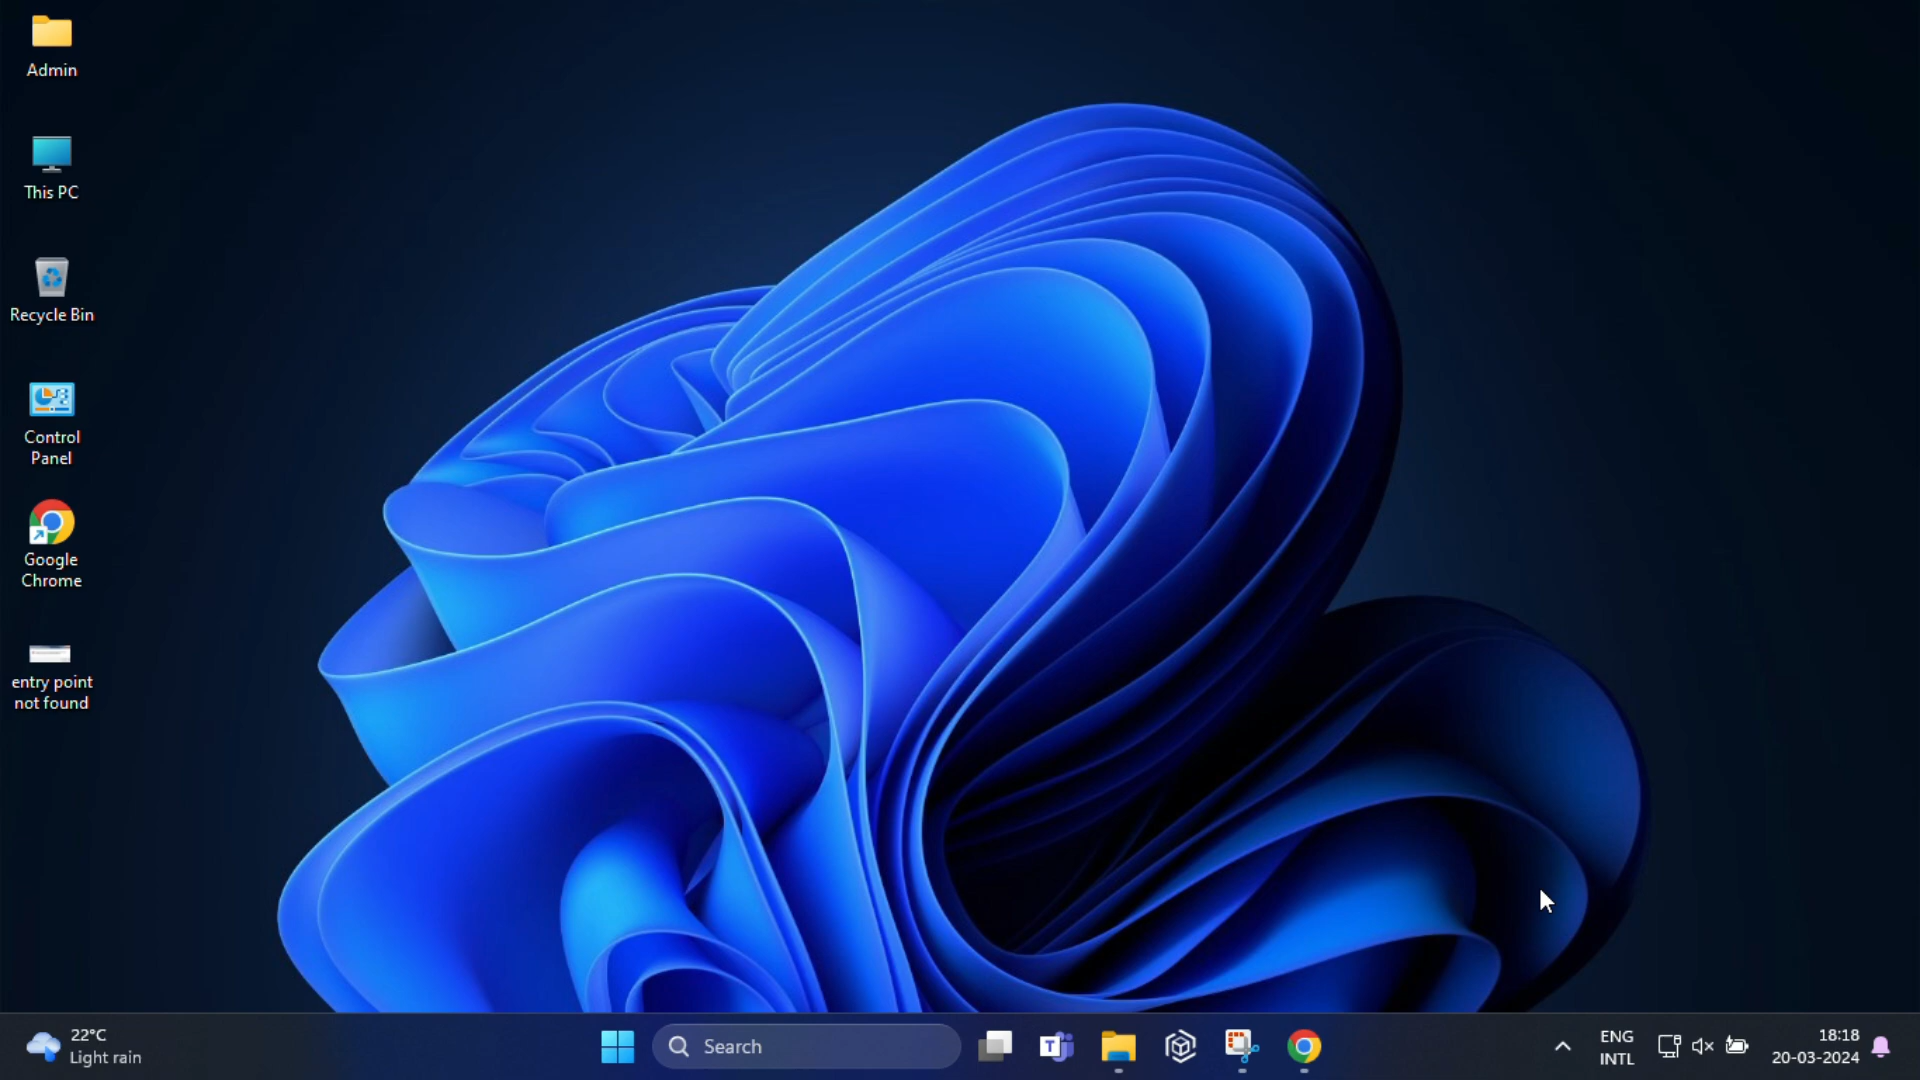 Admin
This PC
Recycle Bin
Control
Panel
Google
Chrome
entry point
not found
22°C
Light rain
Search
ENG
INTL
18:18
20-03-2024